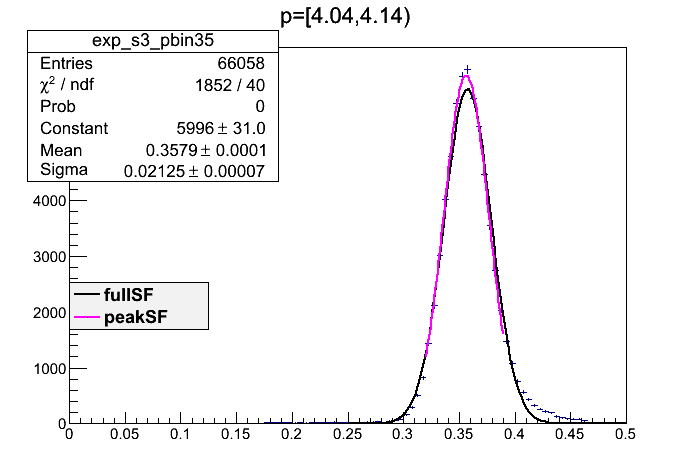 p=[4.04,4.14)
exp_s3_pbin35
Entries 66058
χ² / ndf 1852 / 40
Prob 0
Constant 5996 ± 31.0
Mean 0.3579 ± 0.0001
Sigma 0.02125 ± 0.00007
4000
3000
fullSF
2000
peakSF
1000
0
0 0.05 0.1 0.15 0.2 0.25 0.3 0.35 0.4 0.45 0.5